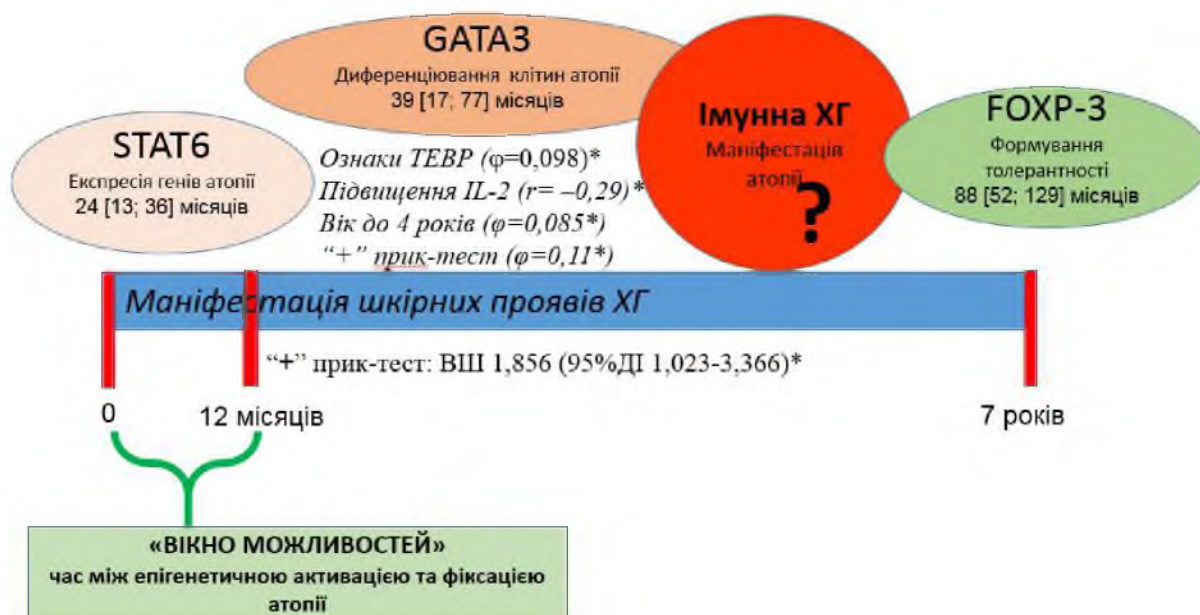 GATA3
Диференціювання клітин атопії
39 [17; 77] місяців
Імунна ХГ
Маніфестація
атопії
?
FOXP-3
Формування
толерантності
88 [52; 129] місяців
STAT6
Експресія генів атопії
24 [13; 36] місяців
Ознаки ТЕВР (φ=0,098)*
Підвищення IL-2 (r= –0,29)*
Вік до 4 років (φ=0,085*)
“+” прик-тест (φ=0,11*)
Маніфестація шкірних проявів ХГ
“+” прик-тест: ВШ 1,856 (95%ДІ 1,023-3,366)*
0
12 місяців
7 років
«ВІКНО МОЖЛИВОСТЕЙ»
час між епігенетичною активацією та фіксацією
атопії